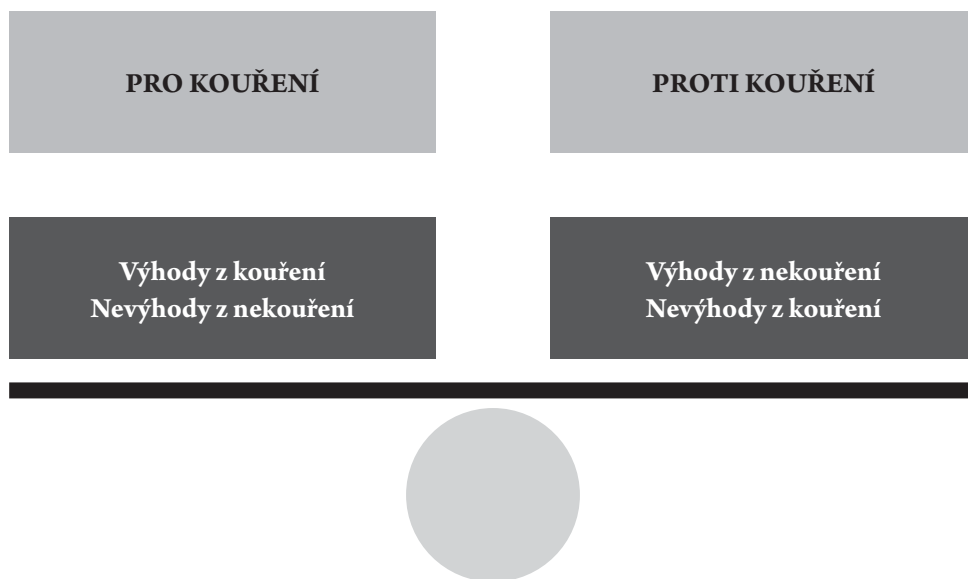 PRO KOUŘENÍ
PROTI KOUŘENÍ
Výhody z kouření
Nevýhody z nekouření
Výhody z nekouření
Nevýhody z kouření